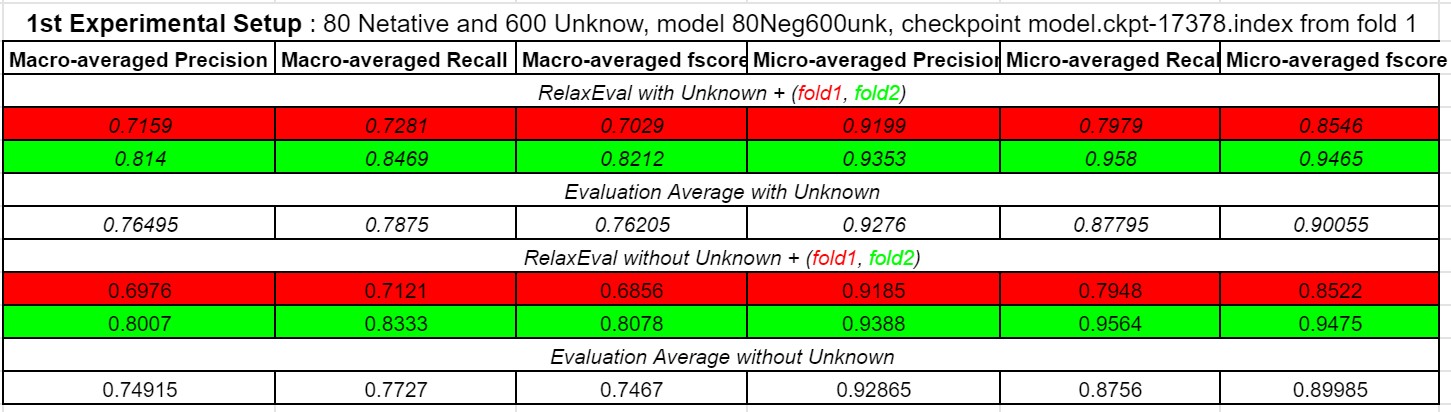 1st Experimental Setup : 80 Netative and 600 Unknow, model 80Neg600unk, checkpoint model.ckpt-17378.index from fold 1
Macro-averaged Precision Macro-averaged Recall Macro-averaged fscore Micro-averaged Precision Micro-averaged Recal Micro-averaged fscore
RelaxEval with Unknown + (fold1, fold2)
0.7159 0.7281 0.7029 0.9199 0.7979 0.8546
0.814 0.8469 0.8212 0.9353 0.958 0.9465
Evaluation Average with Unknown
0.76495 0.7875 0.76205 0.9276 0.87795 0.90055
RelaxEval without Unknown + (fold1, fold2)
0.6976 0.7121 0.6856 0.9185 0.7948 0.8522
0.8007 0.8333 0.8078 0.9388 0.9564 0.9475
Evaluation Average without Unknown
0.74915 0.7727 0.7467 0.92865 0.8756 0.89985